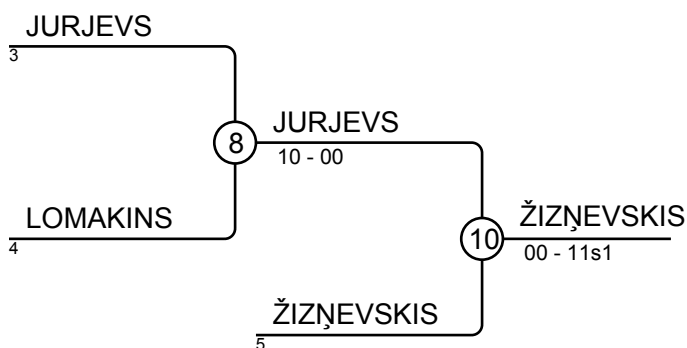 JURJEVS
3
8
JURJEVS
10 - 00
LOMAKINS
4
10
ŽIZŅEVSKIS
00 - 11s1
ŽIZŅEVSKIS
5